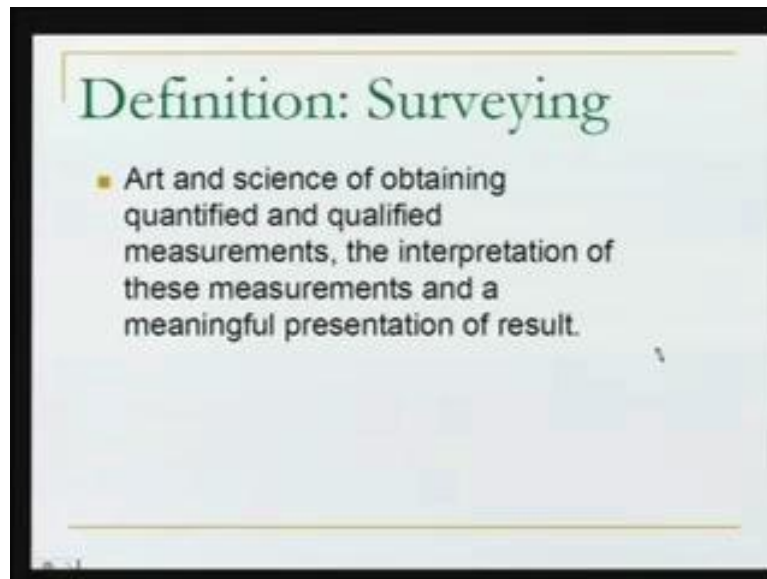 Definition: Surveying
Art and science of obtaining
quantified and qualified
measurements, the interpretation of
these measurements and a
meaningful presentation of result.